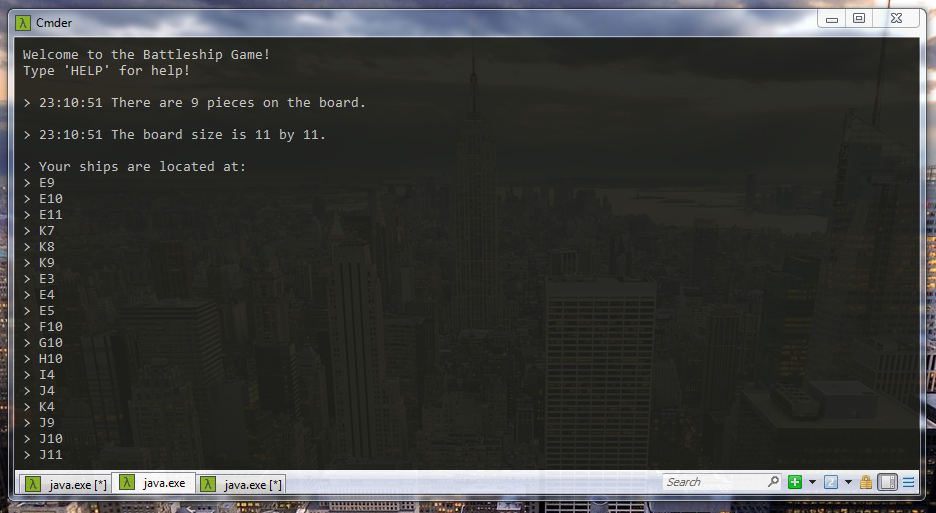 Cmder
Welcome to the Battleship Game!
Type 'HELP' for help!
> 23:10:51 There are 9 pieces on the board.
> 23:10:51 The board size is 11 by 11.
> Your ships are located at:
> E9
> E10
> E11
> K7
> K8
> K9
> E3
> E4
> E5
> F10
> G10
> H10
> I4
> J4
> K4
> J9
> J10
> J11
java.exe [*] java.exe java.exe [*] Search 2